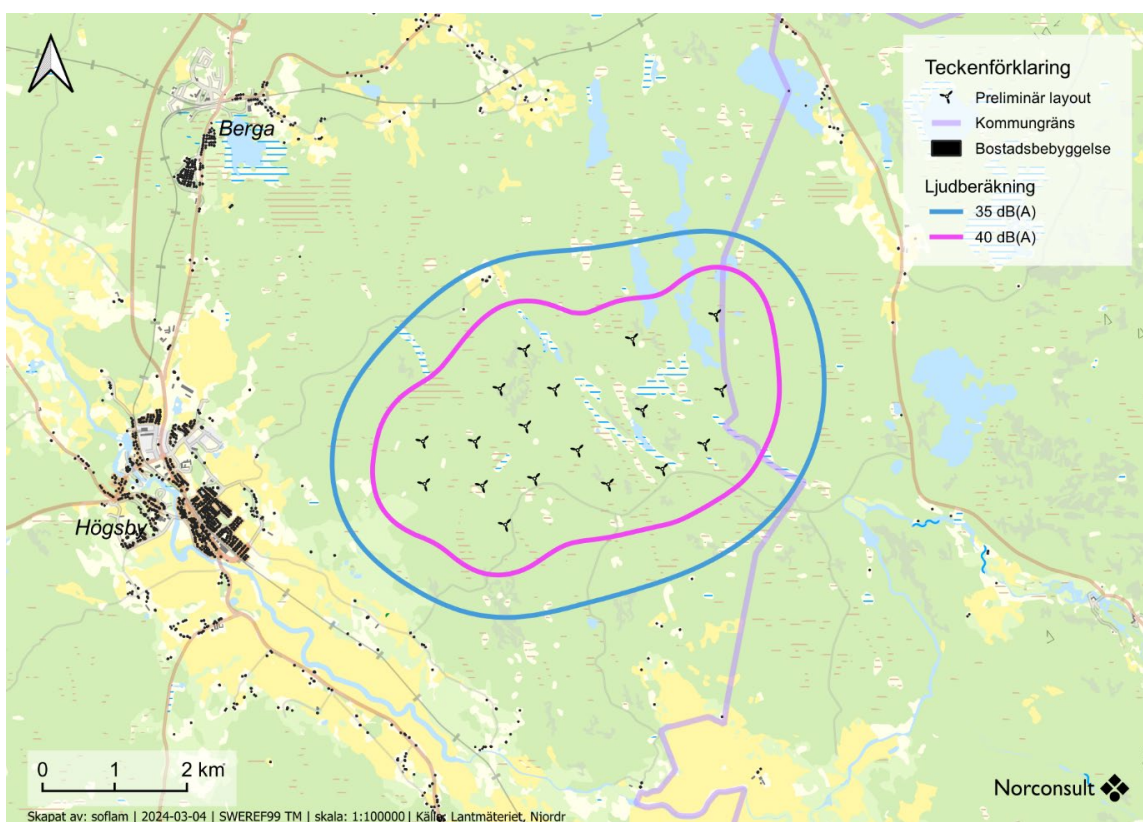 Teckenförklaring
Preliminär layout
Kommungräns
Bostadsbebyggelse
Ljudberäkning
35 dB(A)
40 dB(A)
Berga
Högsby
0 1 2 km
Norconsult
Skapat av: soflam | 2024-03-04 | SWEREF99 TM | skala: 1:100000 | Källa: Lantmäteriet, Njordr